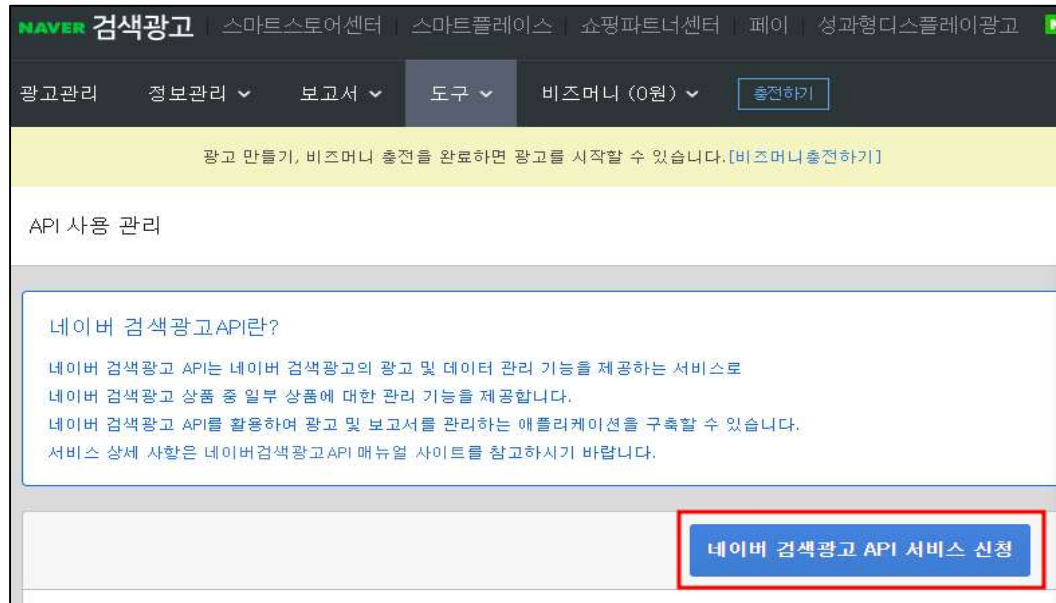 NAVER 검색광고 스마트스토어센터 스마트플레이스 쇼핑파트너센터 페이 성과형디스플레이광고
광고관리 정보관리 보고서 도구 비즈머니 (0원) 충전하기
광고 만들기, 비즈머니 충전을 완료하면 광고를 시작할 수 있습니다.[비즈머니충전하기]
API 사용 관리
네이버 검색광고API란?
네이버 검색광고 API는 네이버 검색광고의 광고 및 데이터 관리 기능을 제공하는 서비스로
네이버 검색광고 상품 중 일부 상품에 대한 관리 기능을 제공합니다.
네이버 검색광고 API를 활용하여 광고 및 보고서를 관리하는 애플리케이션을 구축할 수 있습니다.
서비스 상세 사항은 네이버검색광고API 매뉴얼 사이트를 참고하시기 바랍니다.
네이버 검색광고 API 서비스 신청